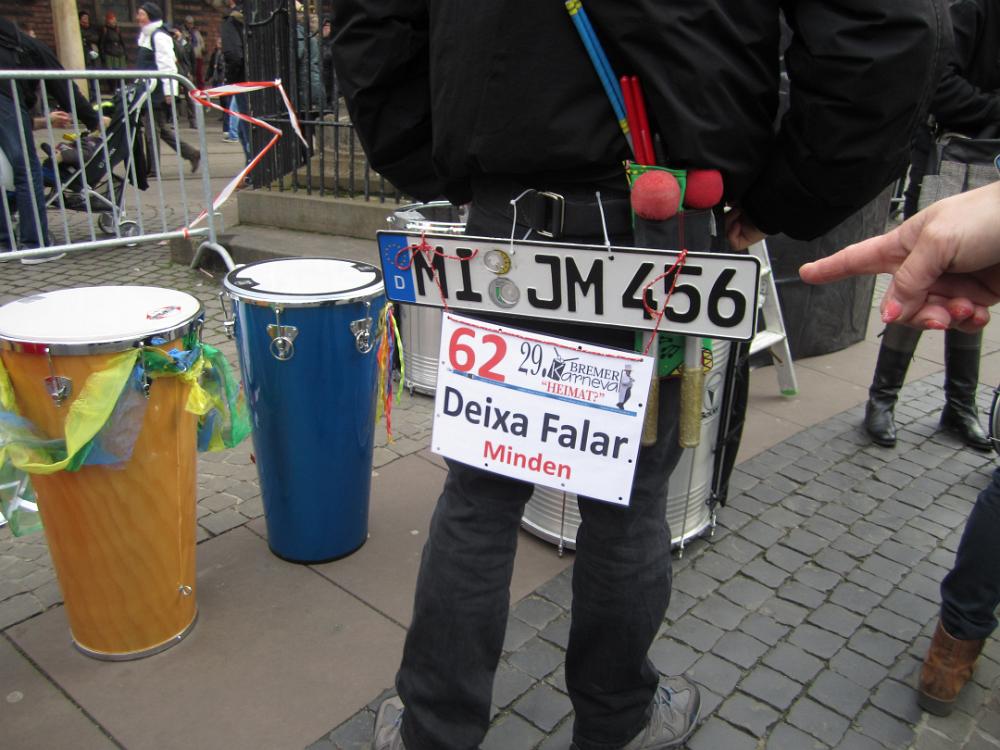 D MI JM 456
62 29. BREMER
Karneval
"HEIMAT?"
Deixa Falar
Minden